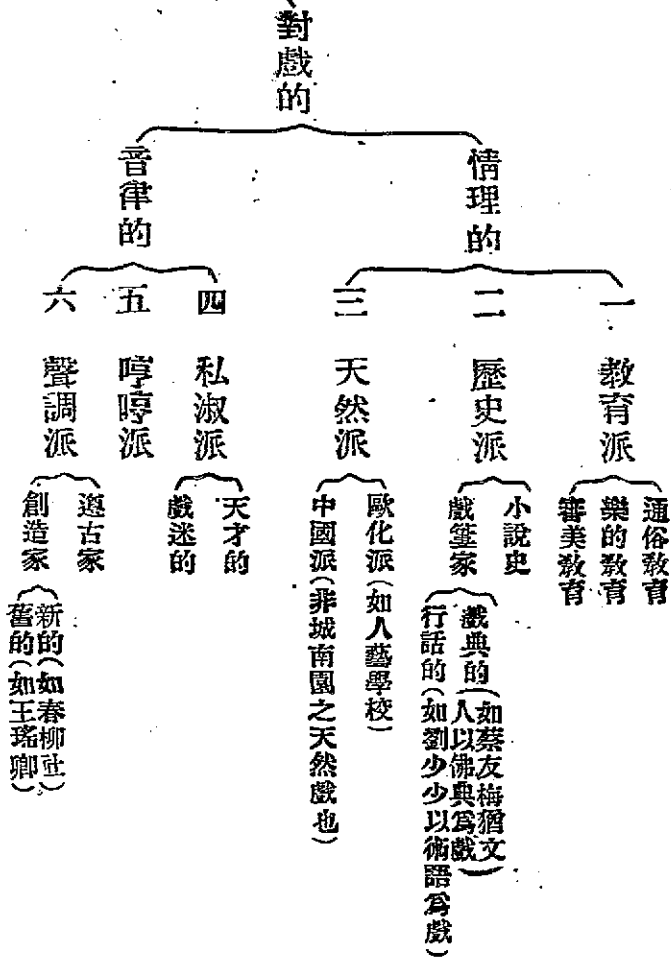 對戲的
情理的
一 教育派
通俗教育
樂的教育
審美教育
二 歷史派
小說史
戲簍家
戲典的(如蔡友梅猶文
人以佛典爲戲)
行話的(如劉少少以術語爲戲)
三 天然派
歐化派(如人藝學校)
中國派(非城南園之天然戲也)
音律的
四 私淑派
天才的
戲迷的
五 哼哼派
六 聲調派
遵古家
創造家
新的(如春柳社)
舊的(如王瑤卿)